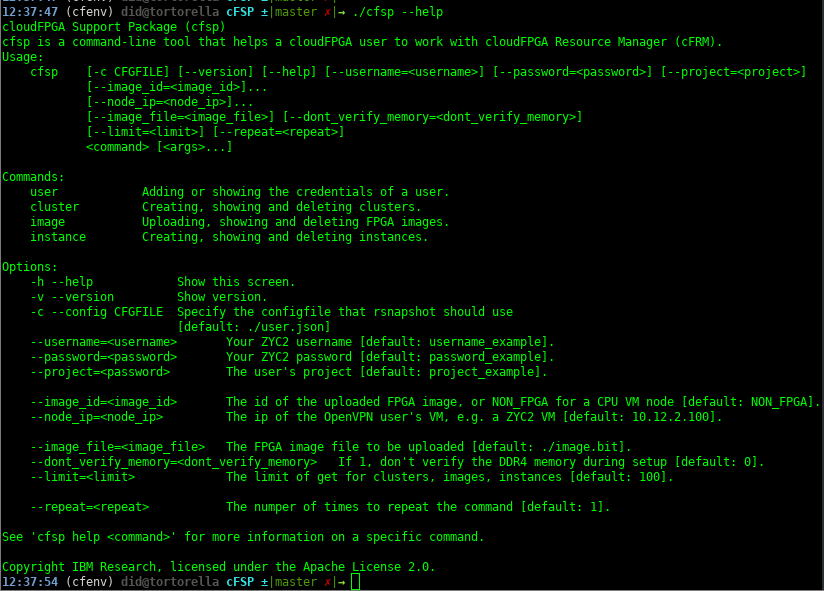 12:37:47 (cfenv) did@tortorella cFSP ±|master ✗|→ ./cfsp --help
cloudFPGA Support Package (cfsp)
cfsp is a command-line tool that helps a cloudFPGA user to work with cloudFPGA Resource Manager (cFRM).
Usage:
    cfsp    [-c CFGFILE] [--version] [--help] [--username=<username>] [--password=<password>] [--project=<project>]
            [--image_id=<image_id>]...
            [--node_ip=<node_ip>]...
            [--image_file=<image_file>] [--dont_verify_memory=<dont_verify_memory>]
            [--limit=<limit>] [--repeat=<repeat>]
            <command> [<args>...]

Commands:
    user            Adding or showing the credentials of a user.
    cluster         Creating, showing and deleting clusters.
    image           Uploading, showing and deleting FPGA images.
    instance        Creating, showing and deleting instances.

Options:
    -h --help            Show this screen.
    -v --version         Show version.
    -c --config CFGFILE  Specify the configfile that rsnapshot should use
                         [default: ./user.json]
    --username=<username>       Your ZYC2 username [default: username_example].
    --password=<password>       Your ZYC2 password [default: password_example].
    --project=<password>        The user's project [default: project_example].

    --image_id=<image_id>       The id of the uploaded FPGA image, or NON_FPGA for a CPU VM node [default: NON_FPGA].
    --node_ip=<node_ip>         The ip of the OpenVPN user's VM, e.g. a ZYC2 VM [default: 10.12.2.100].

    --image_file=<image_file>   The FPGA image file to be uploaded [default: ./image.bit].
    --dont_verify_memory=<dont_verify_memory>   If 1, don't verify the DDR4 memory during setup [default: 0].
    --limit=<limit>             The limit of get for clusters, images, instances [default: 100].

    --repeat=<repeat>           The numper of times to repeat the command [default: 1].

See 'cfsp help <command>' for more information on a specific command.

Copyright IBM Research, licensed under the Apache License 2.0.
12:37:54 (cfenv) did@tortorella cFSP ±|master ✗|→